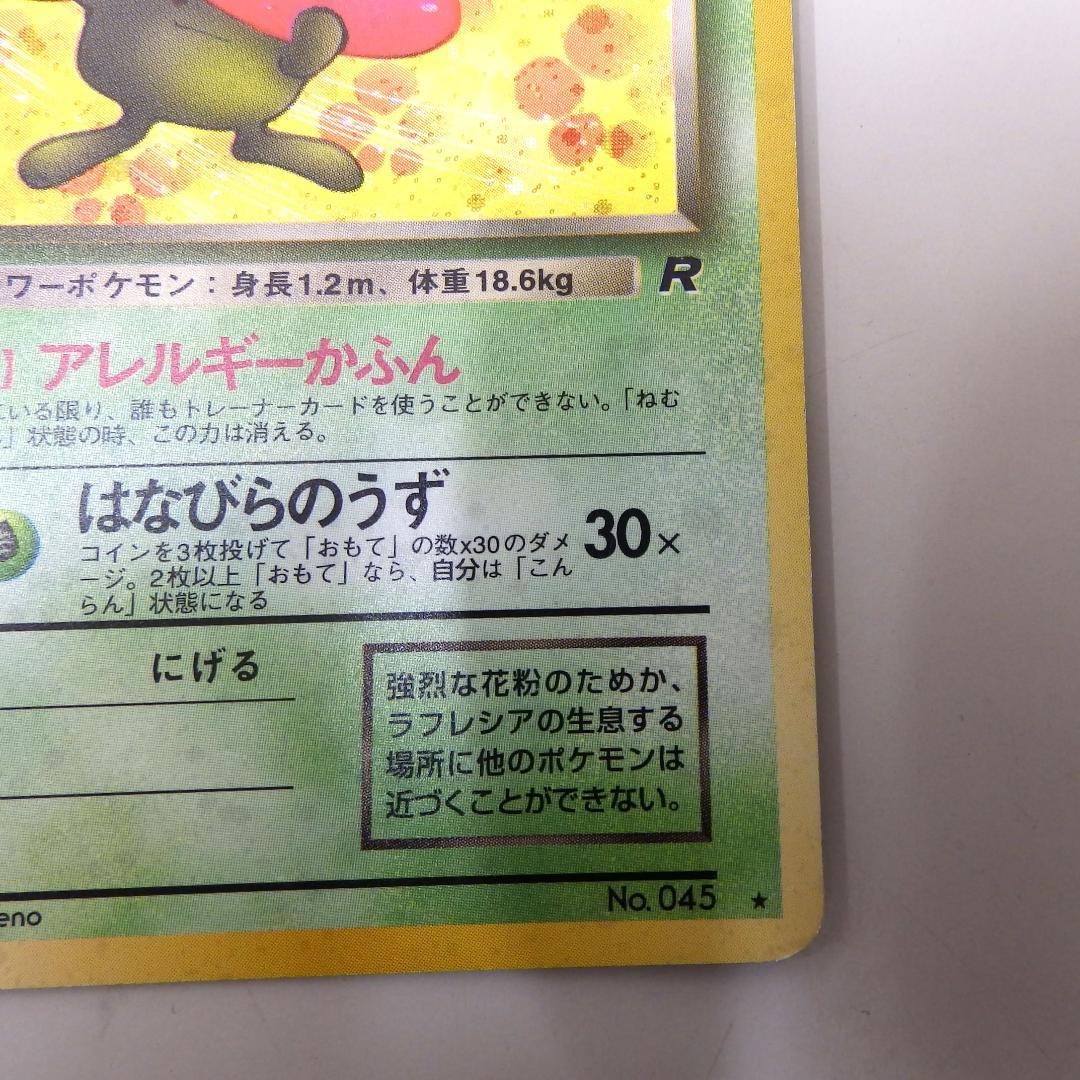 ワーポケモン：身長1.2m、体重18.6kg
R
］アレルギーかふん
いる限り、誰もトレーナーカードを使うことができない。「ねむ
」状態の時、この力は消える。
はなびらのうず
30×
コインを3枚投げて「おもて」の数x30のダメ
ージ。2枚以上「おもて」なら、自分は「こん
らん」状態になる
にげる
強烈な花粉のためか、
ラフレシアの生息する
場所に他のポケモンは
近づくことができない。
eno
No. 045 ★